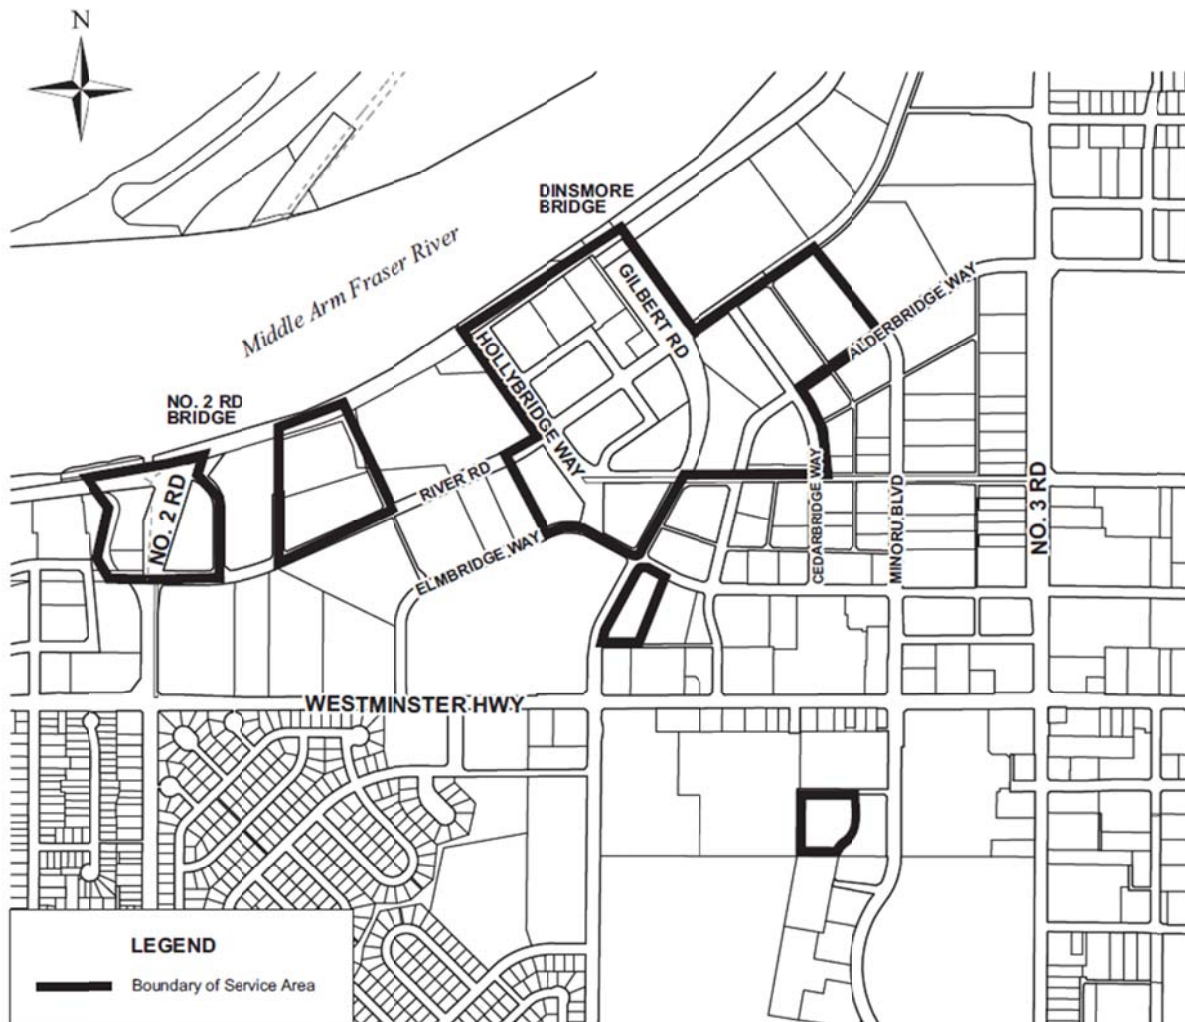 N
DINSMORE
BRIDGE
Middle Arm Fraser River
GILBERT RD
ALDERBRIDGE WAY
HOLLYBRIDGE WAY
NO. 2 RD
BRIDGE
RIVER RD
NO. 2 RD
ELMBRIDGE WAY
CEDARBRIDGE WAY
MINORU BLVD
NO. 3 RD
WESTMINSTER HWY
LEGEND
Boundary of Service Area